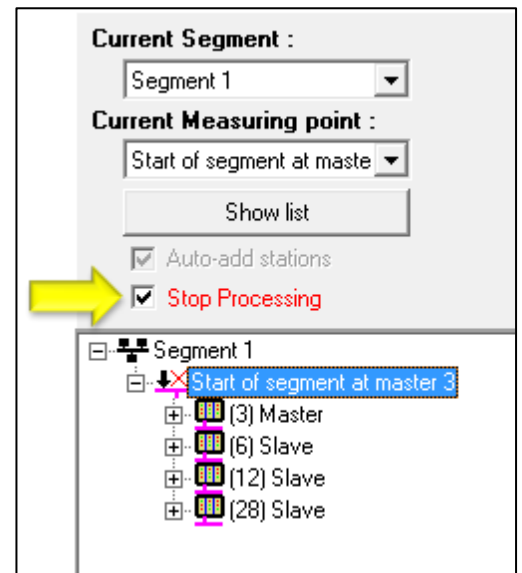 Current Segment :
Segment 1
Current Measuring point :
Start of segment at maste
Show list
Auto-add stations
Stop Processing
Segment 1
Start of segment at master 3
(3) Master
(6) Slave
(12) Slave
(28) Slave